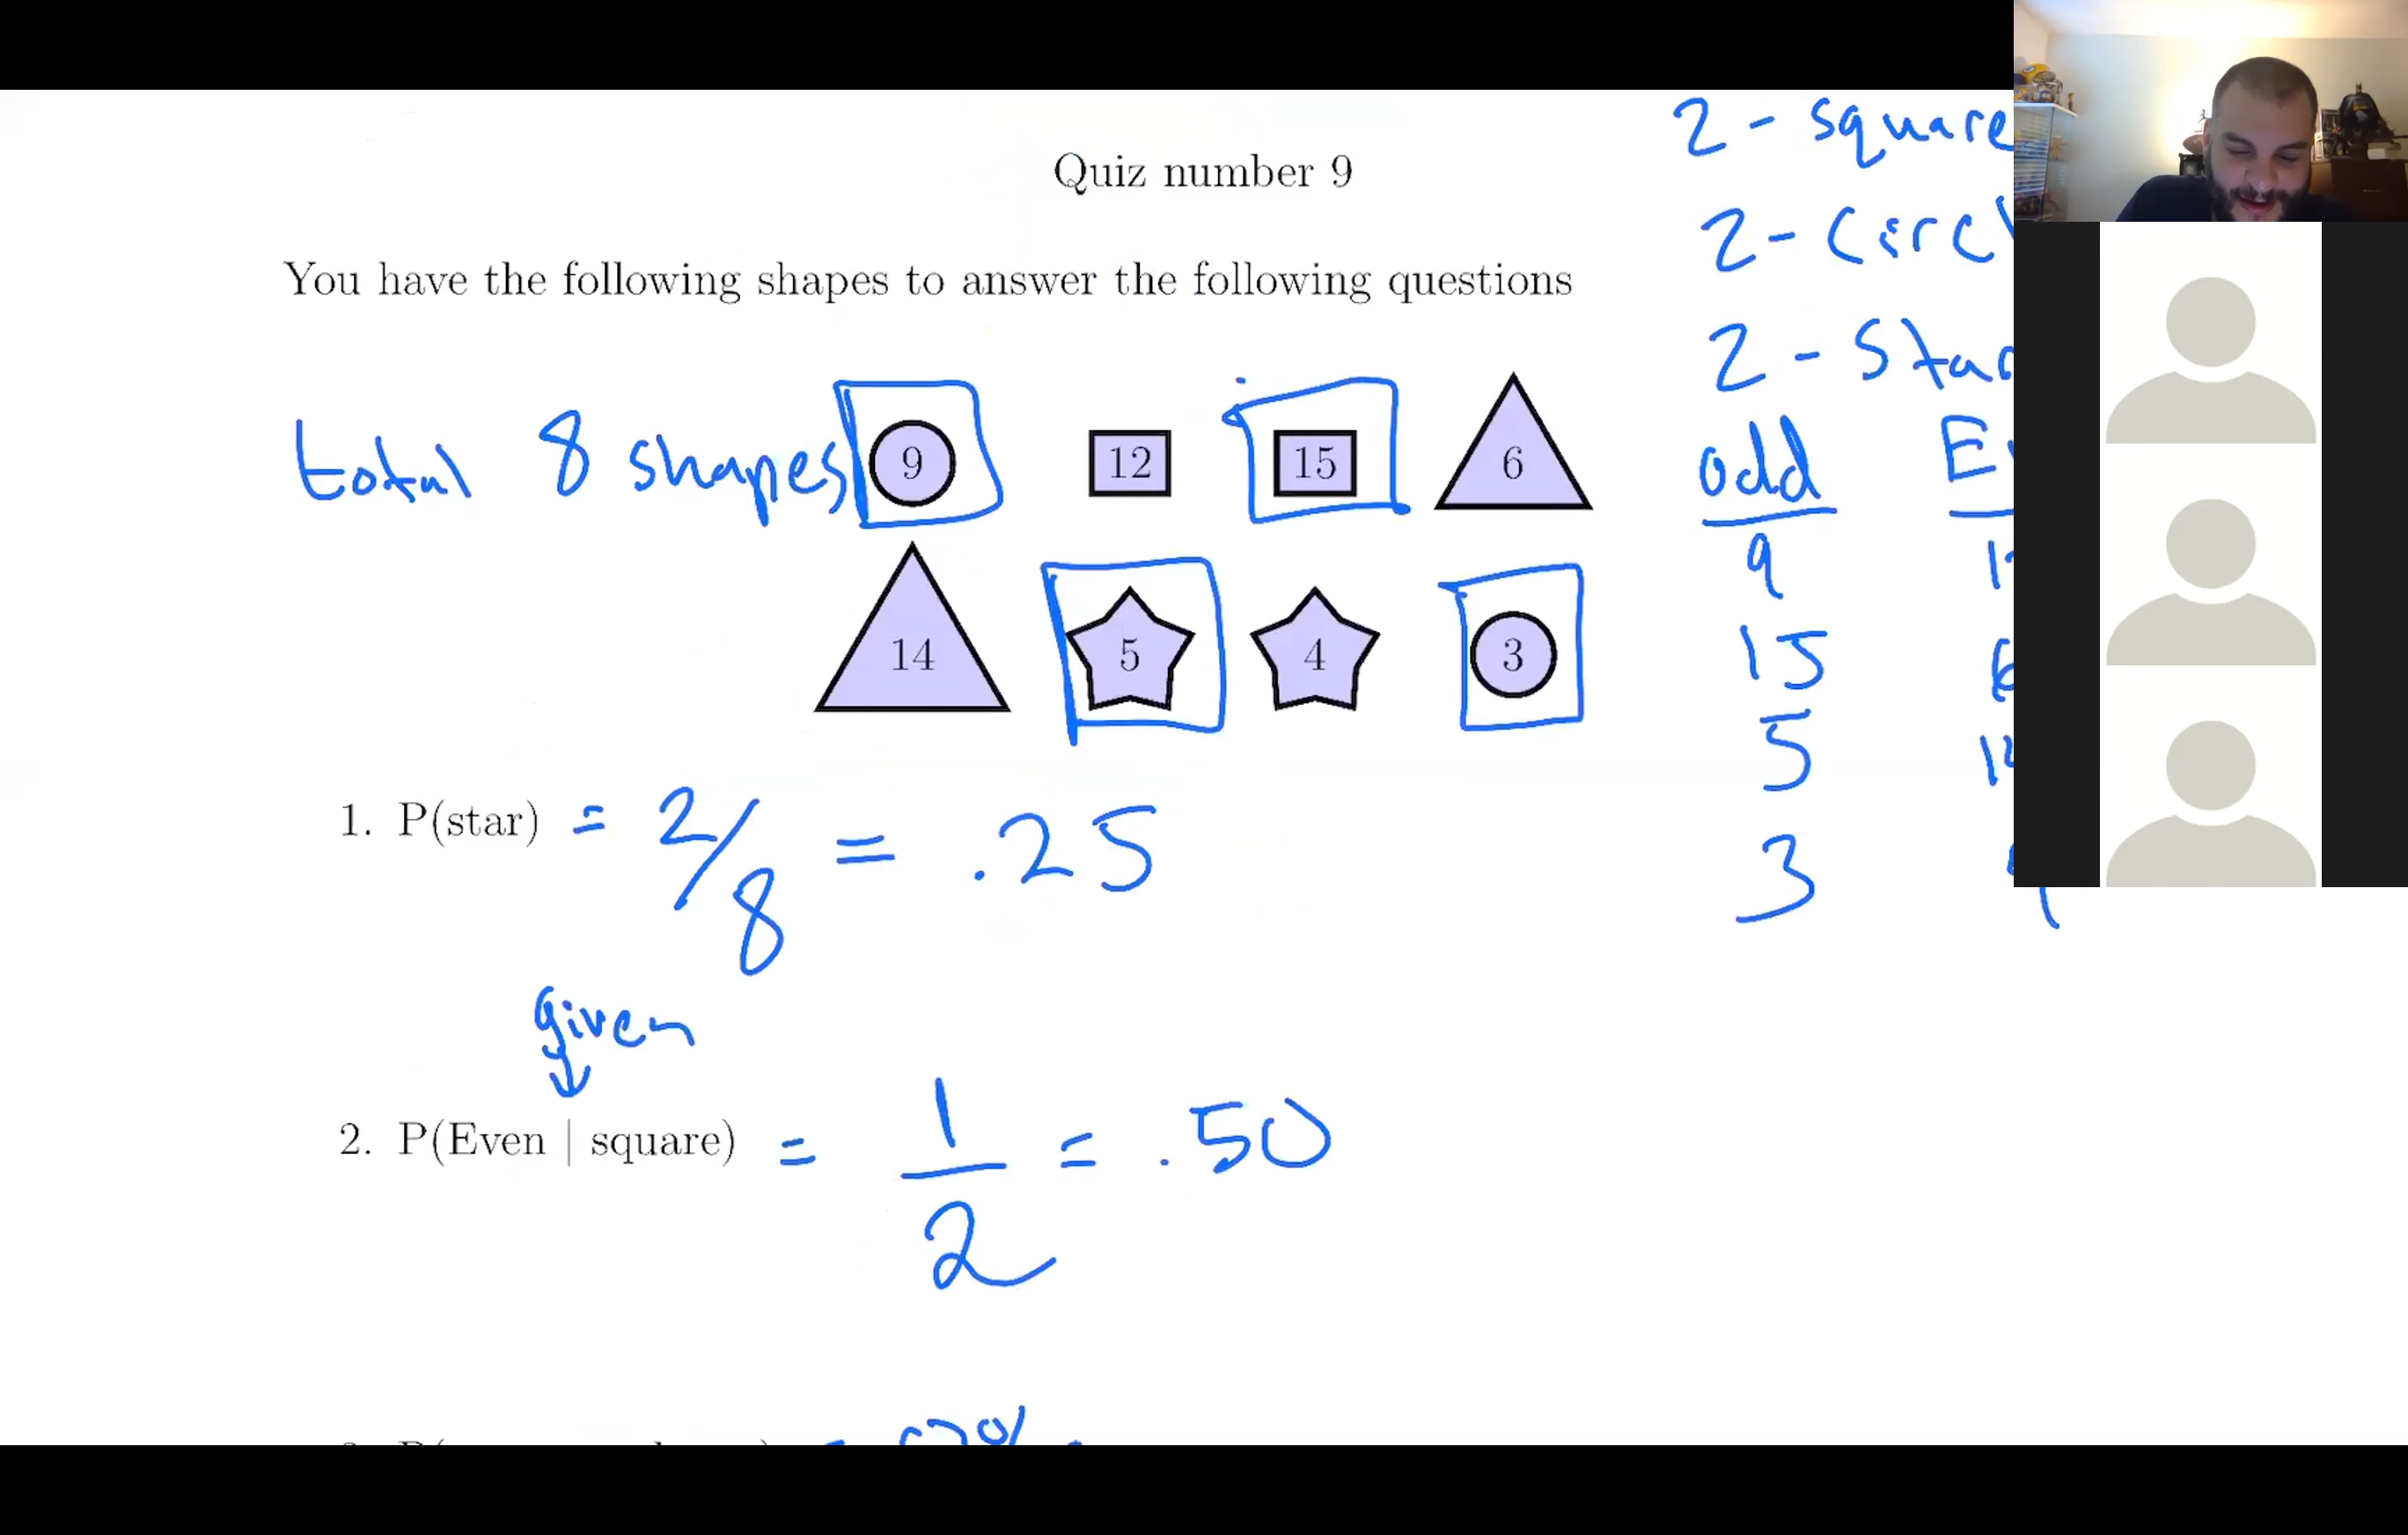 Quiz number 9
2 - square
2 - Circl
You have the following shapes to answer the following questions
2 - Star
total 8 shapes 9 12 15 6
odd E
14 5 4 3
9
15
5
3
1. P(star) = 2/8 = .25
given
2. P(Even | square) = 1/2 = .50